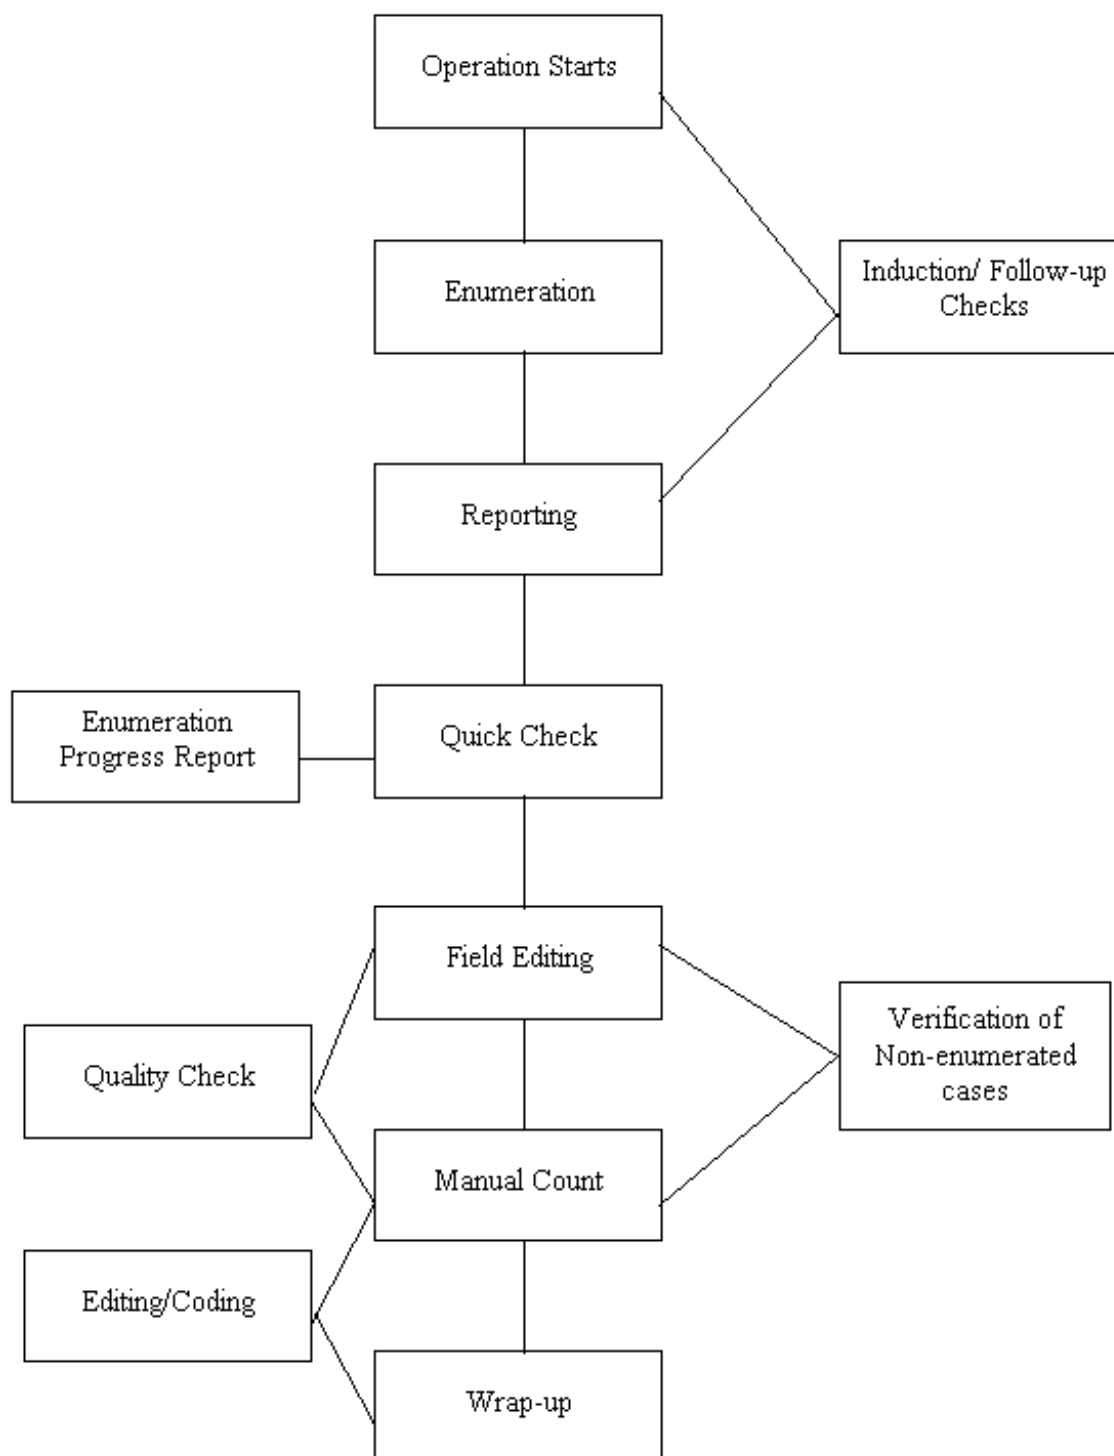 Operation Starts
Enumeration
Induction/ Follow-up
Checks
Reporting
Enumeration
Progress Report
Quick Check
Field Editing
Verification of
Non-enumerated
cases
Quality Check
Manual Count
Editing/Coding
Wrap-up